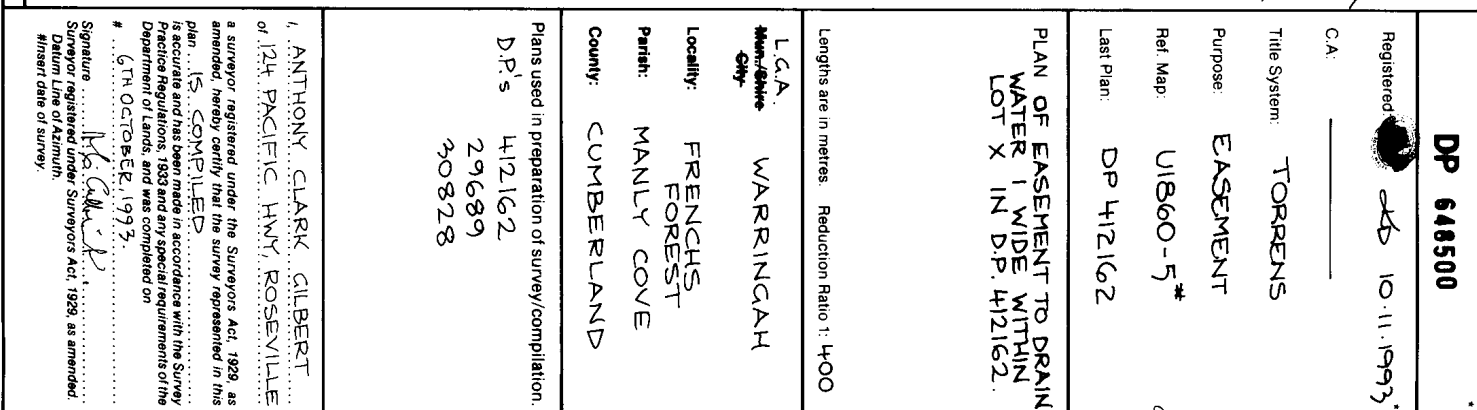 DP 648500
Registered: 10.11.1993
C.A:
Title System: TORRENS
Purpose: EASEMENT
Ref. Map: U1860-5#
Last Plan: DP 412162
PLAN OF EASEMENT TO DRAIN
WATER 1 WIDE WITHIN
LOT X IN D.P. 412162.
Lengths are in metres. Reduction Ratio 1: 400
L.G.A.
Mun./Shire WARRINGAH
City
Locality: FRENCHS
FOREST
Parish: MANLY COVE
County: CUMBERLAND
Plans used in preparation of survey/compilation.
D.P.'s 412162
29689
30828
I, ANTHONY CLARK GILBERT
of 124 PACIFIC HWY, ROSEVILLE
a surveyor registered under the Surveyors Act, 1929, as
amended, hereby certify that the survey represented in this
plan IS COMPILED
is accurate and has been made in accordance with the Survey
Practice Regulations, 1933 and any special requirements of the
Department of Lands, and was completed on
# 6TH OCTOBER, 1993
Signature
Surveyor registered under Surveyors Act, 1929, as amended.
Datum Line of Azimuth.
#Insert date of survey.